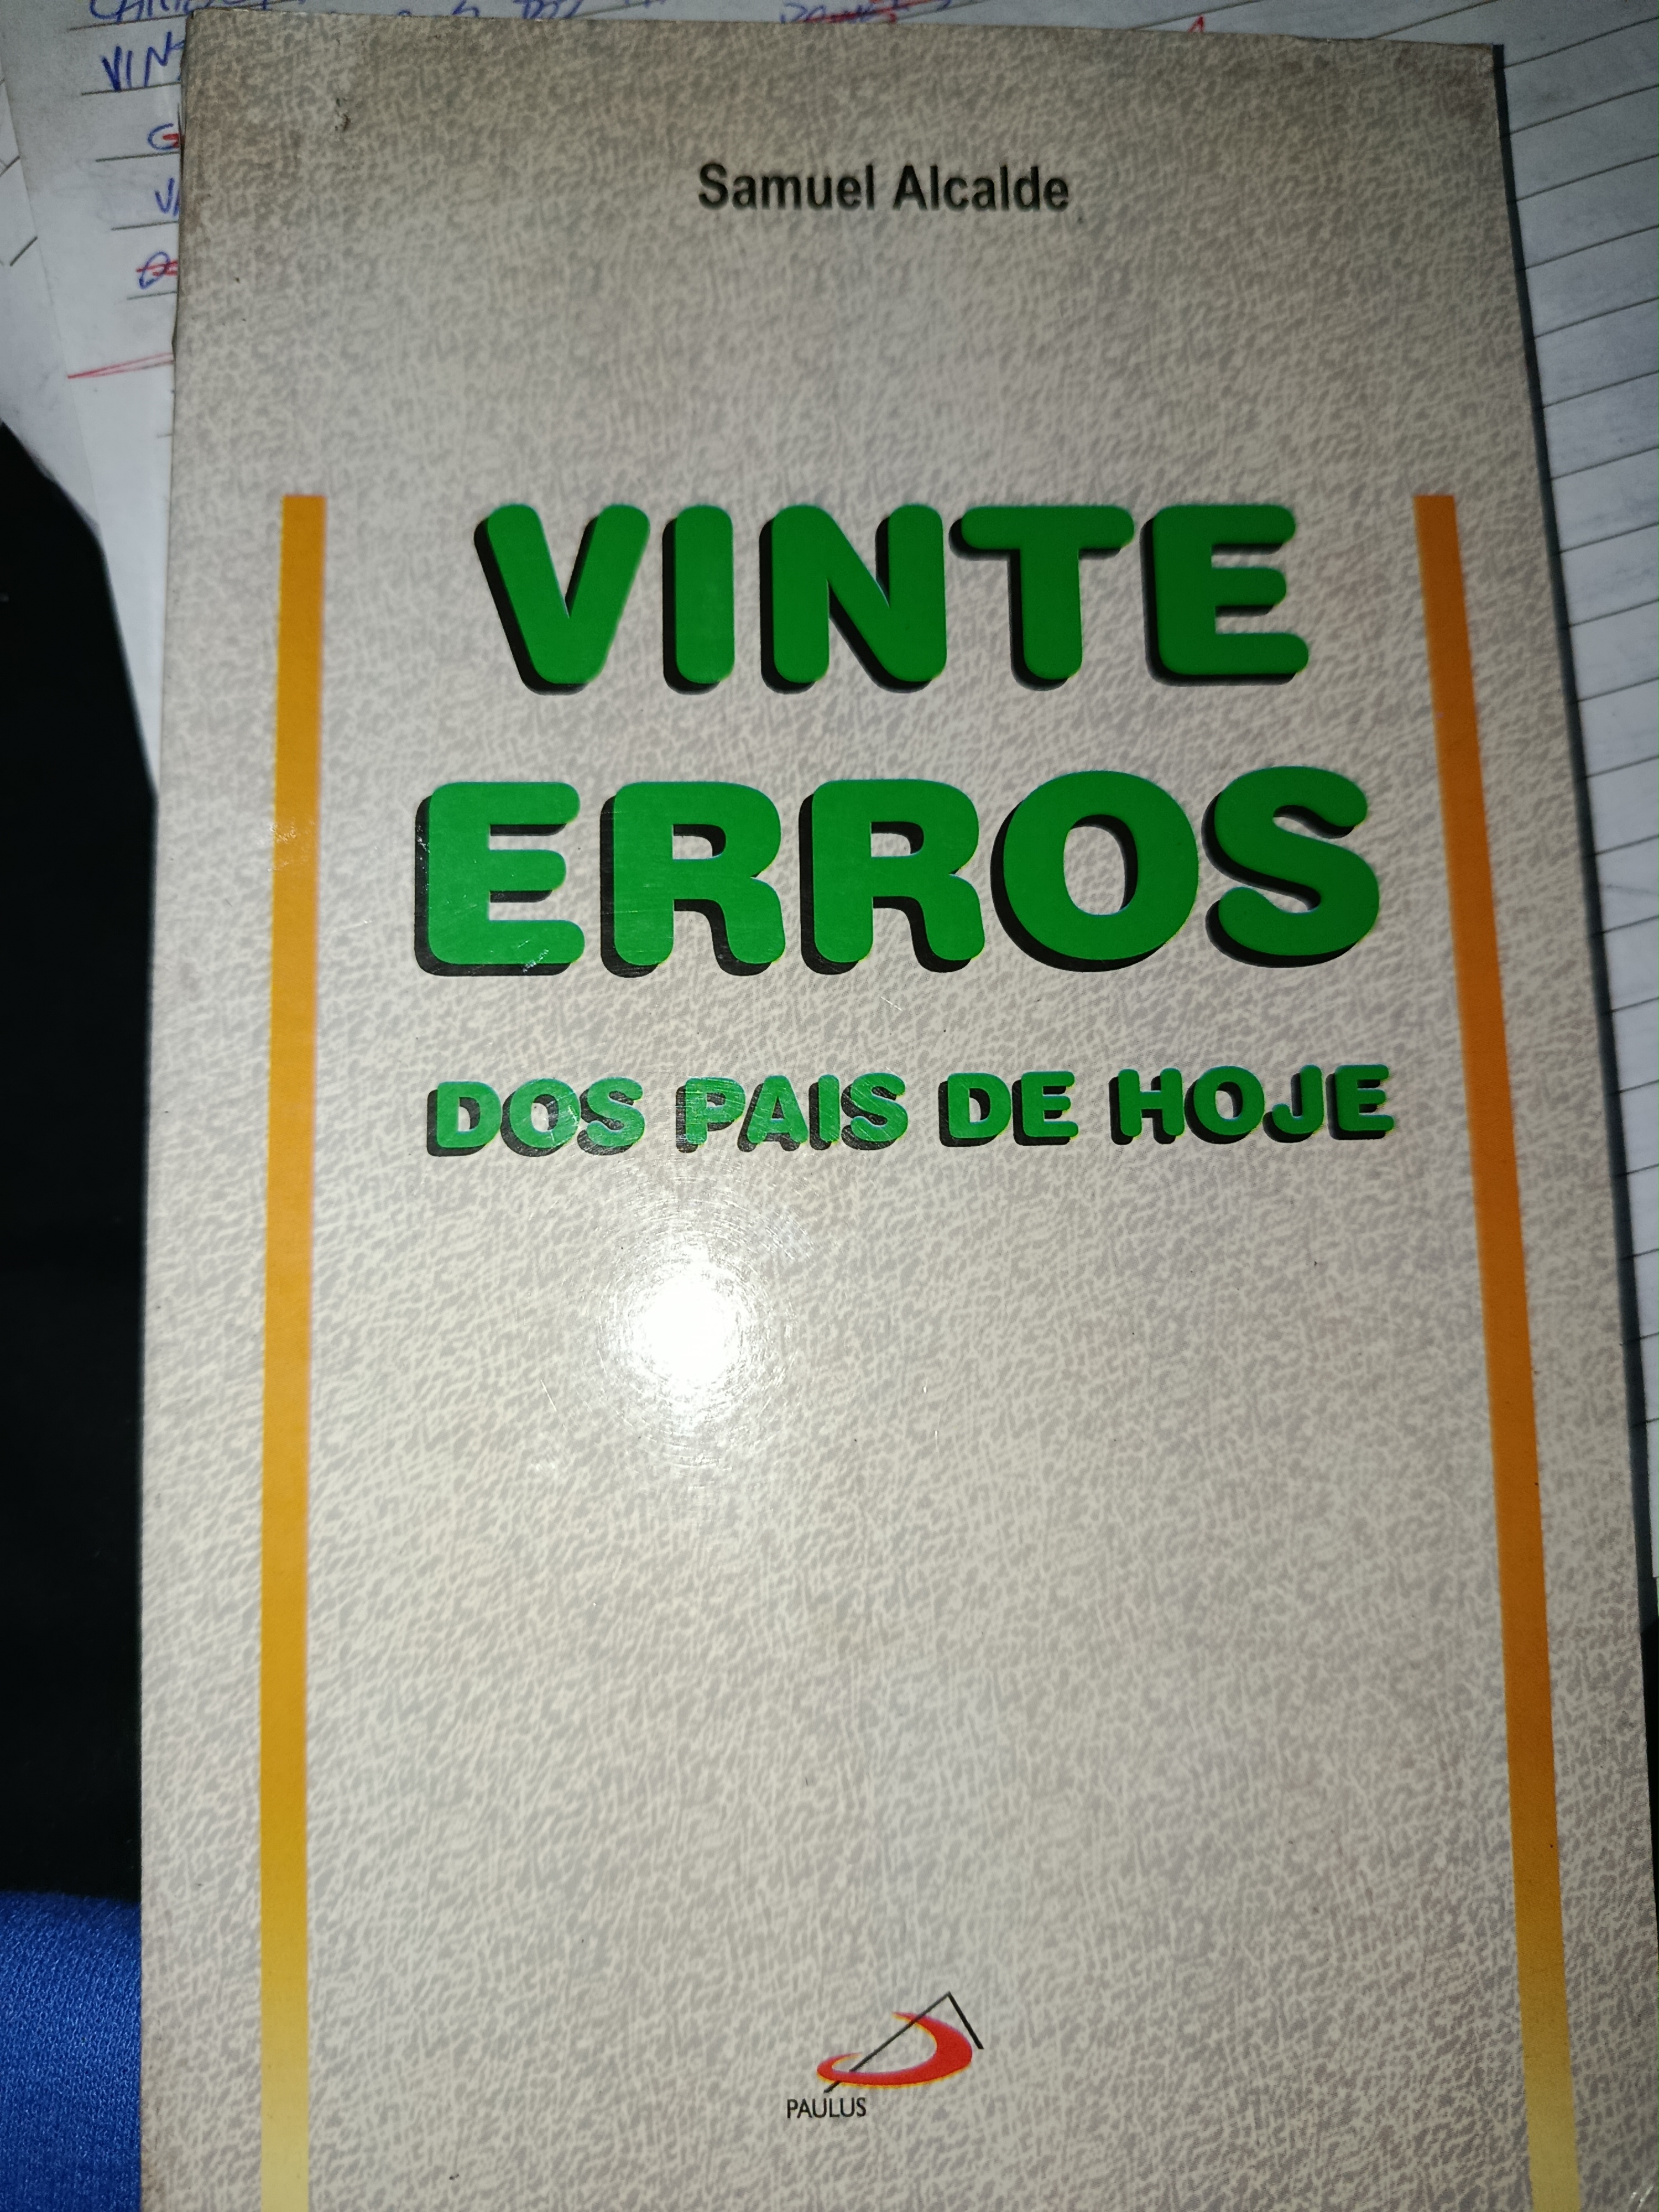 Samuel Alcalde
VINTE
ERROS
DOS PAIS DE HOJE
PAULUS